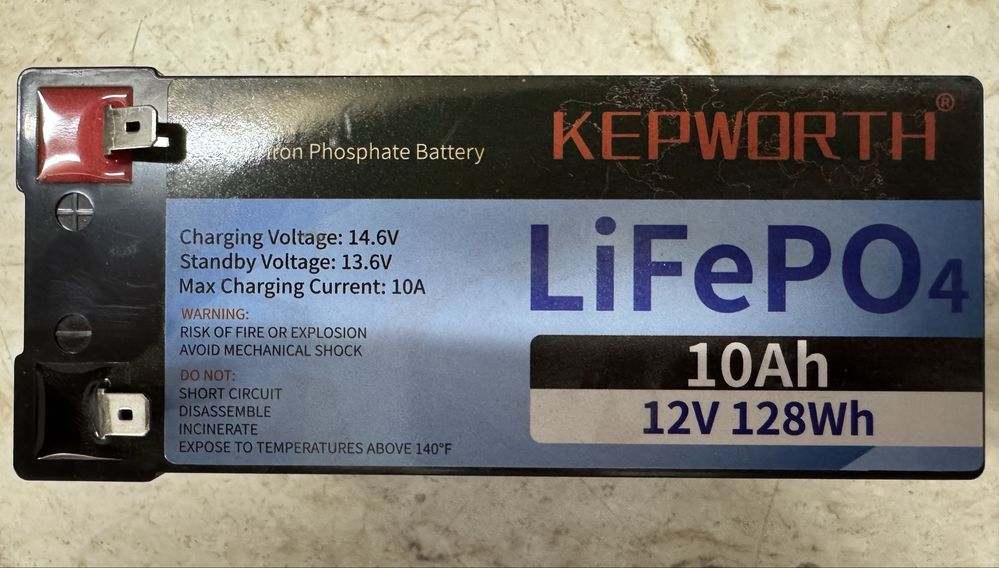 Iron Phosphate Battery
KEPWORTH®
Charging Voltage: 14.6V
Standby Voltage: 13.6V
Max Charging Current: 10A
WARNING:
RISK OF FIRE OR EXPLOSION
AVOID MECHANICAL SHOCK
DO NOT:
SHORT CIRCUIT
DISASSEMBLE
INCINERATE
EXPOSE TO TEMPERATURES ABOVE 140°F
LiFePO4
10Ah
12V 128Wh